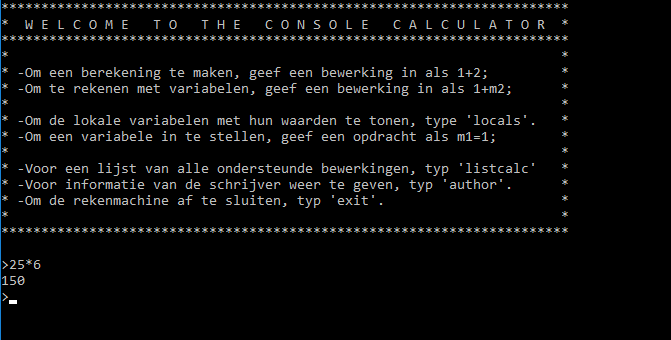 ***********************************************************************
* W E L C O M E   T O   T H E   C O N S O L E   C A L C U L A T O R *
***********************************************************************
*                                                                     *
* -Om een berekening te maken, geef een bewerking in als 1+2;         *
* -Om te rekenen met variabelen, geef een bewerking in als 1+m2;      *
*                                                                     *
* -Om de lokale variabelen met hun waarden te tonen, type 'locals'.   *
* -Om een variabele in te stellen, geef een opdracht als m1=1;        *
*                                                                     *
* -Voor een lijst van alle ondersteunde bewerkingen, typ 'listcalc'   *
* -Voor informatie van de schrijver weer te geven, typ 'author'.      *
* -Om de rekenmachine af te sluiten, typ 'exit'.                      *
*                                                                     *
***********************************************************************
>25*6
150
>